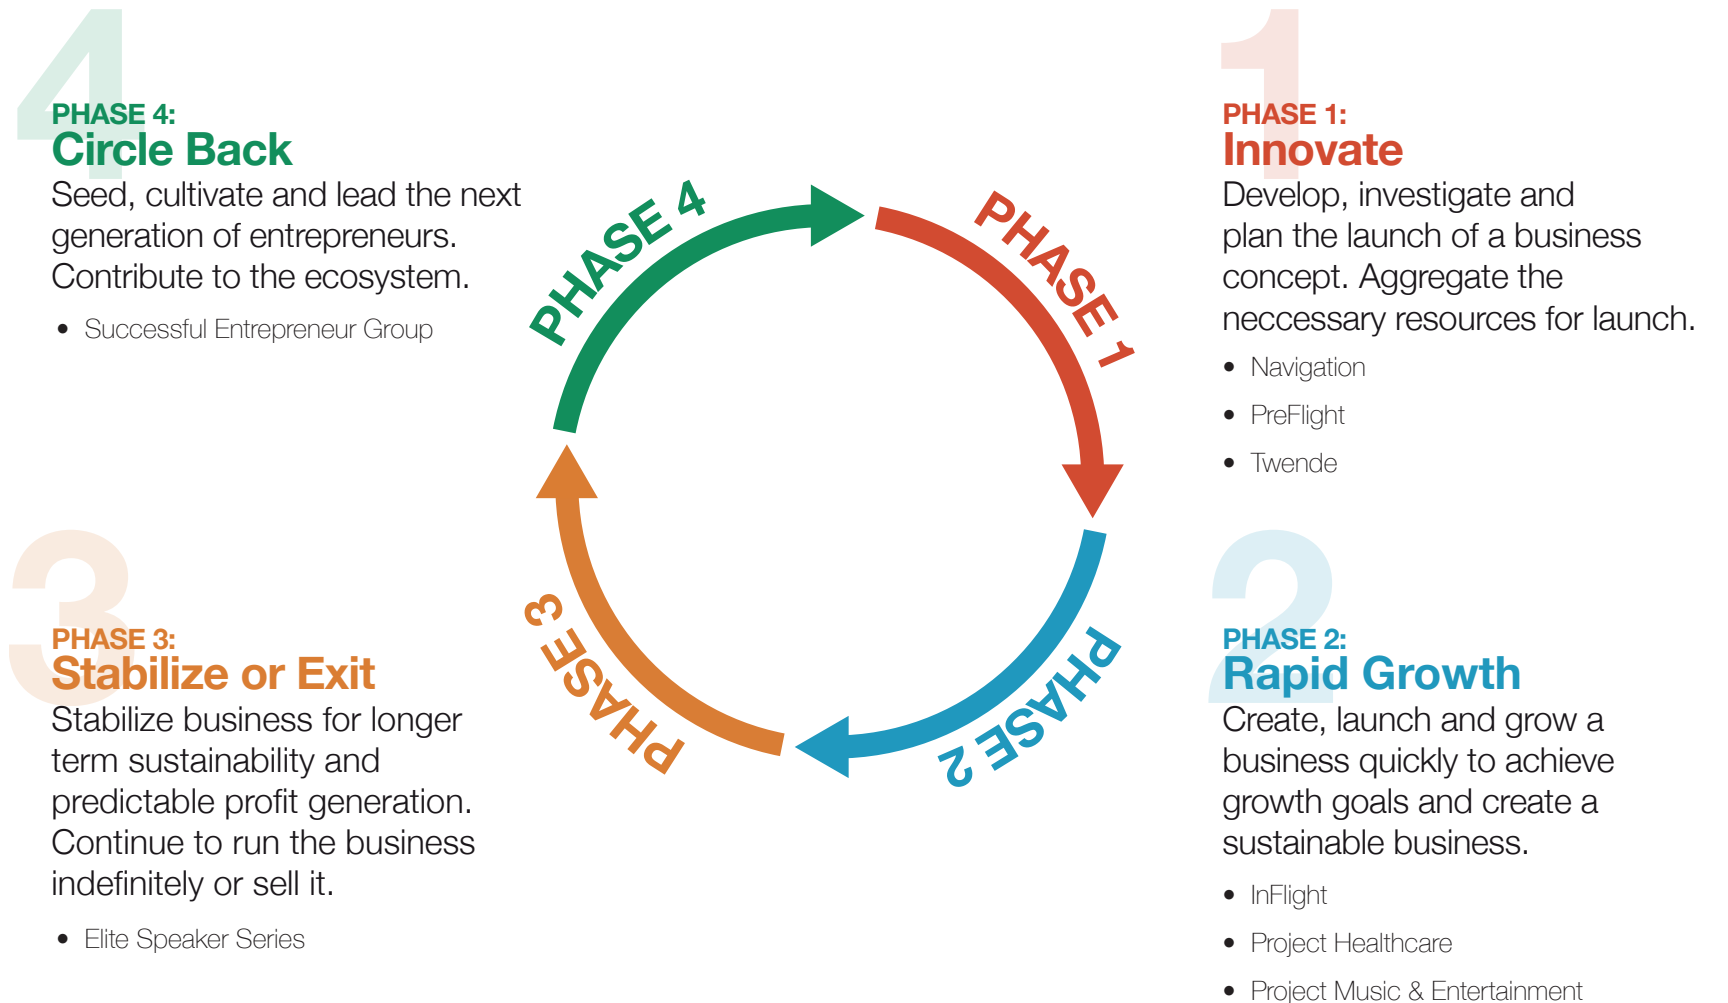 4
PHASE 4:
Circle Back
Seed, cultivate and lead the next
generation of entrepreneurs.
Contribute to the ecosystem.
• Successful Entrepreneur Group
1
PHASE 1:
Innovate
Develop, investigate and
plan the launch of a business
concept. Aggregate the
neccessary resources for launch.
• Navigation
• PreFlight
• Twende
PHASE 4
PHASE 1
PHASE 3
PHASE 2
3
PHASE 3:
Stabilize or Exit
Stabilize business for longer
term sustainability and
predictable profit generation.
Continue to run the business
indefinitely or sell it.
• Elite Speaker Series
2
PHASE 2:
Rapid Growth
Create, launch and grow a
business quickly to achieve
growth goals and create a
sustainable business.
• InFlight
• Project Healthcare
• Project Music & Entertainment